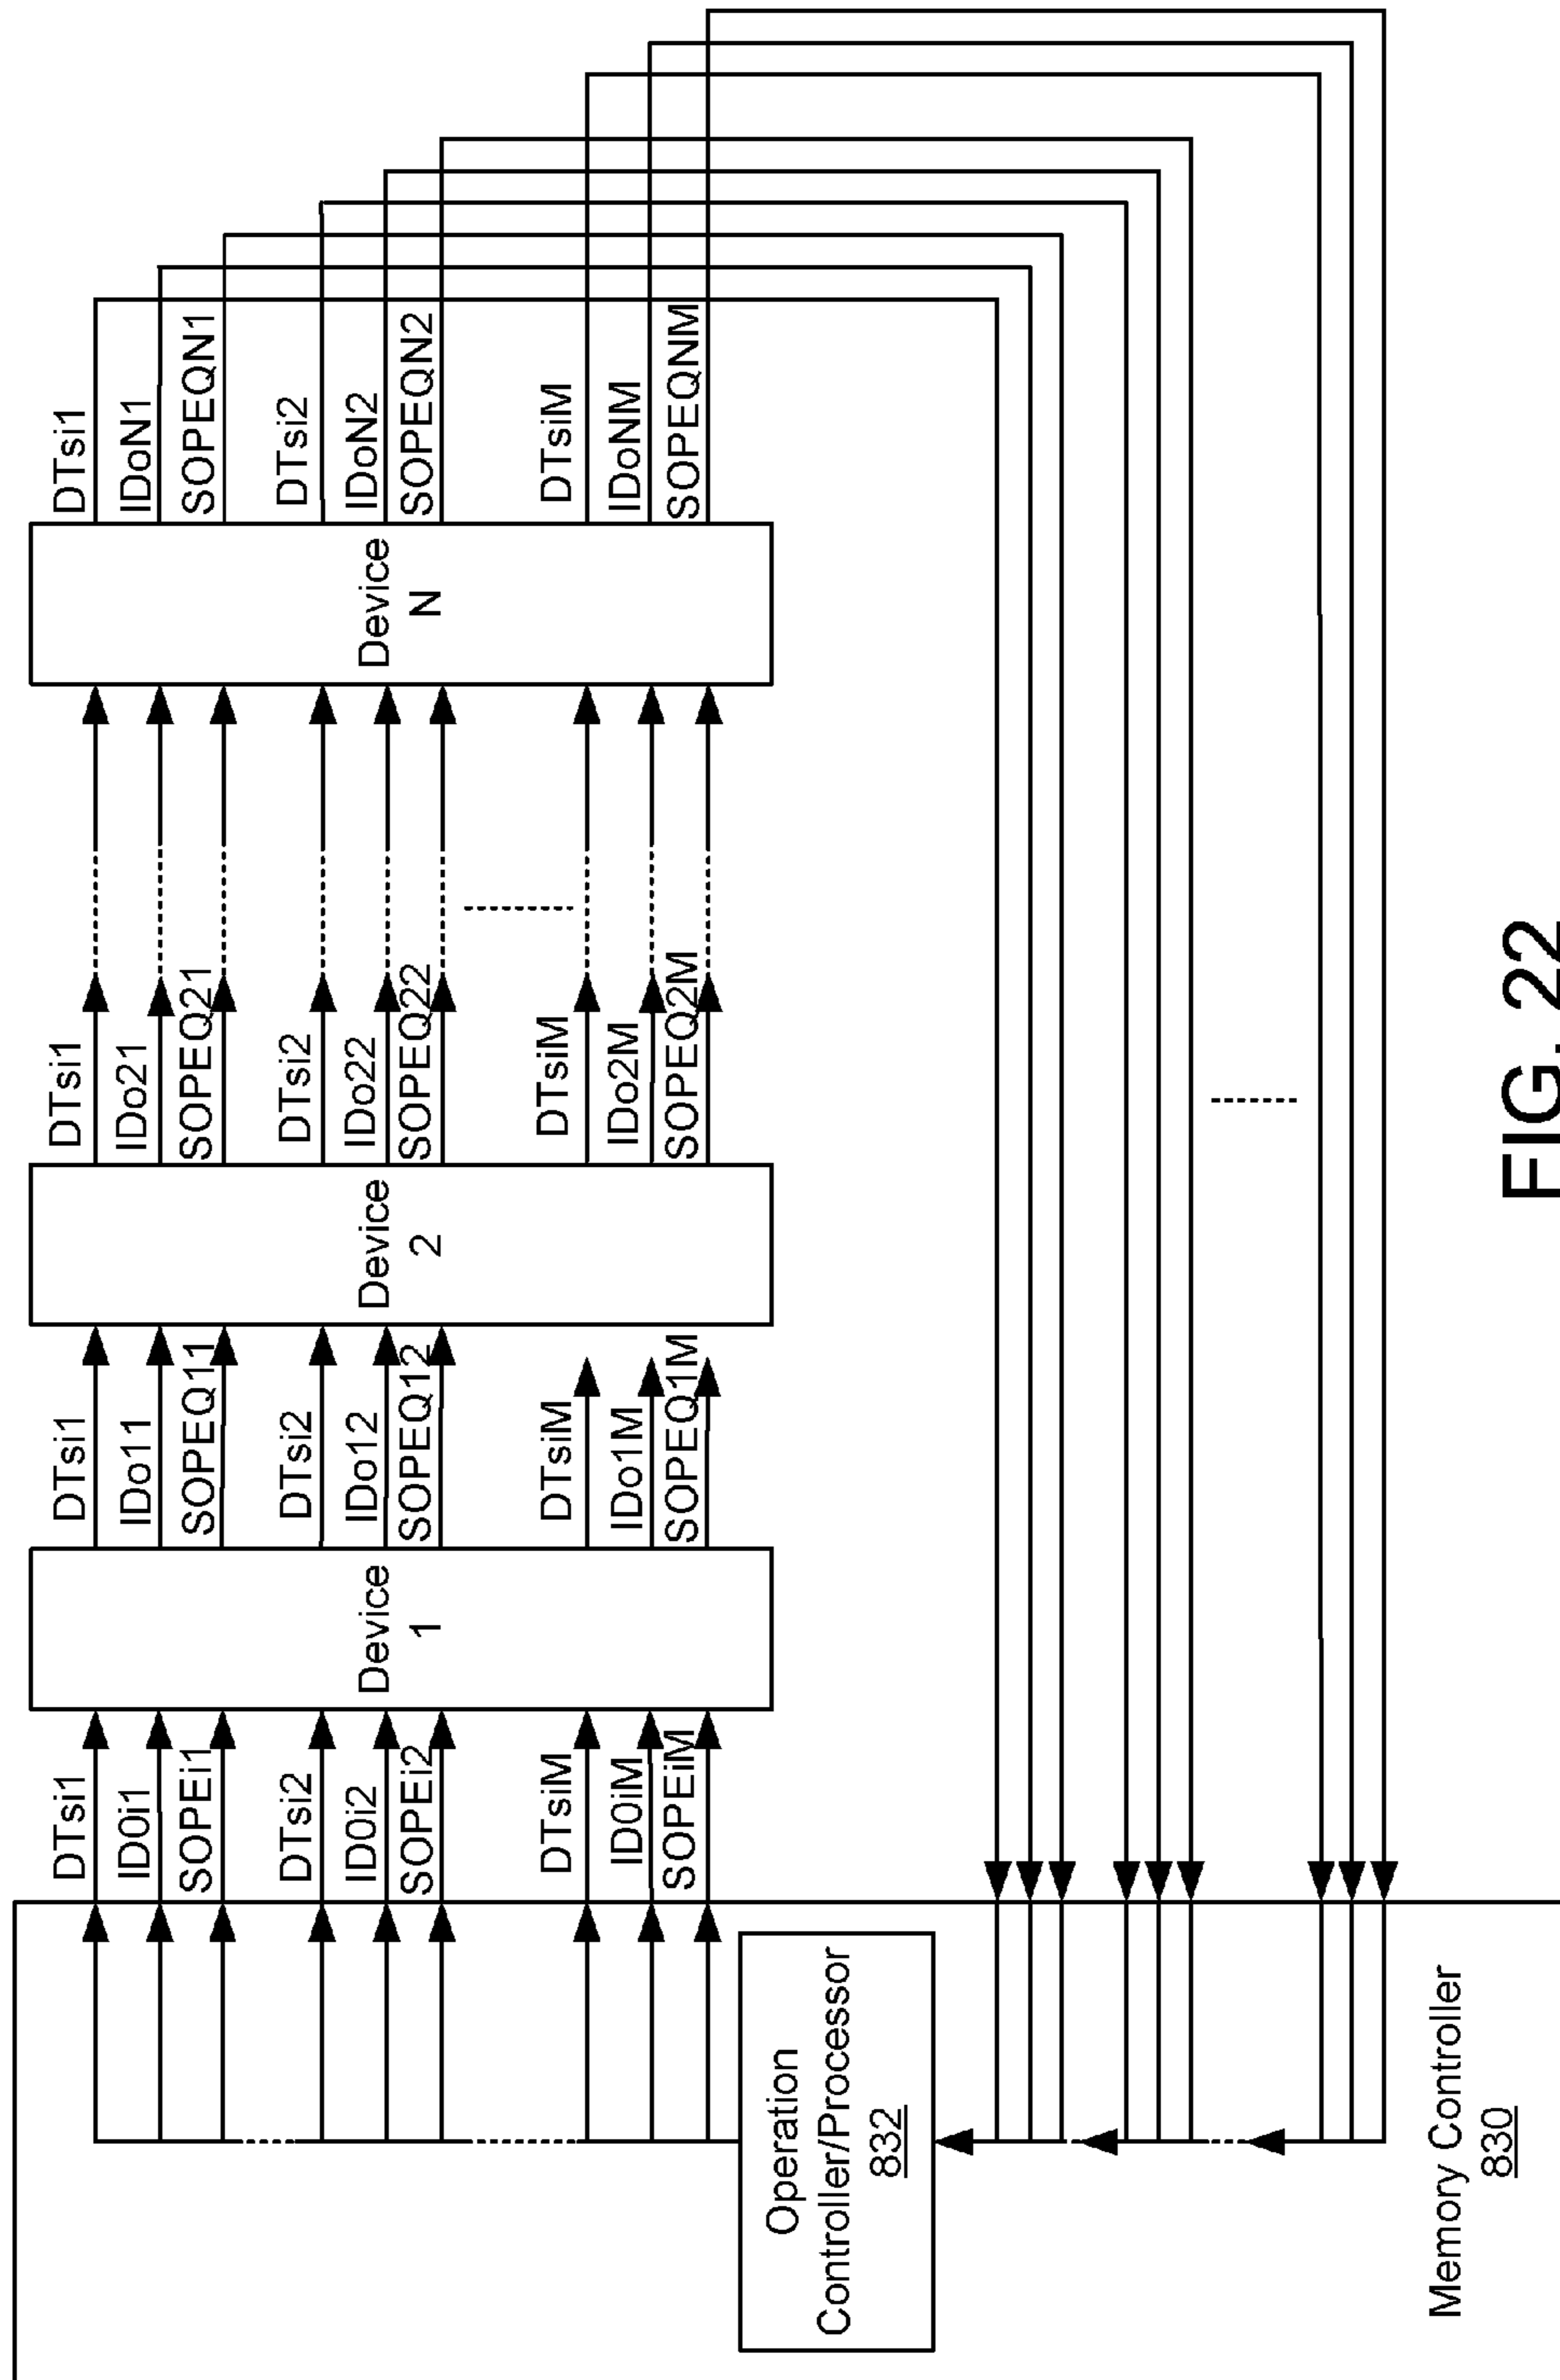 DTsi1
ID0i1
SOPEi1
DTsi2
ID0i2
SOPEi2
DTsiM
ID0iM
SOPEiM
Device
1
DTsi1
IDo11
SOPEQ11
DTsi2
IDo12
SOPEQ12
DTsiM
IDo1M
SOPEQ1M
Device
2
DTsi1
IDo21
SOPEQ21
DTsi2
IDo22
SOPEQ22
DTsiM
IDo2M
SOPEQ2M
Device
N
DTsi1
IDoN1
SOPEQN1
DTsi2
IDoN2
SOPEQN2
DTsiM
IDoNM
SOPEQNM
Operation
Controller/Processor
832
Memory Controller
830
FIG. 22